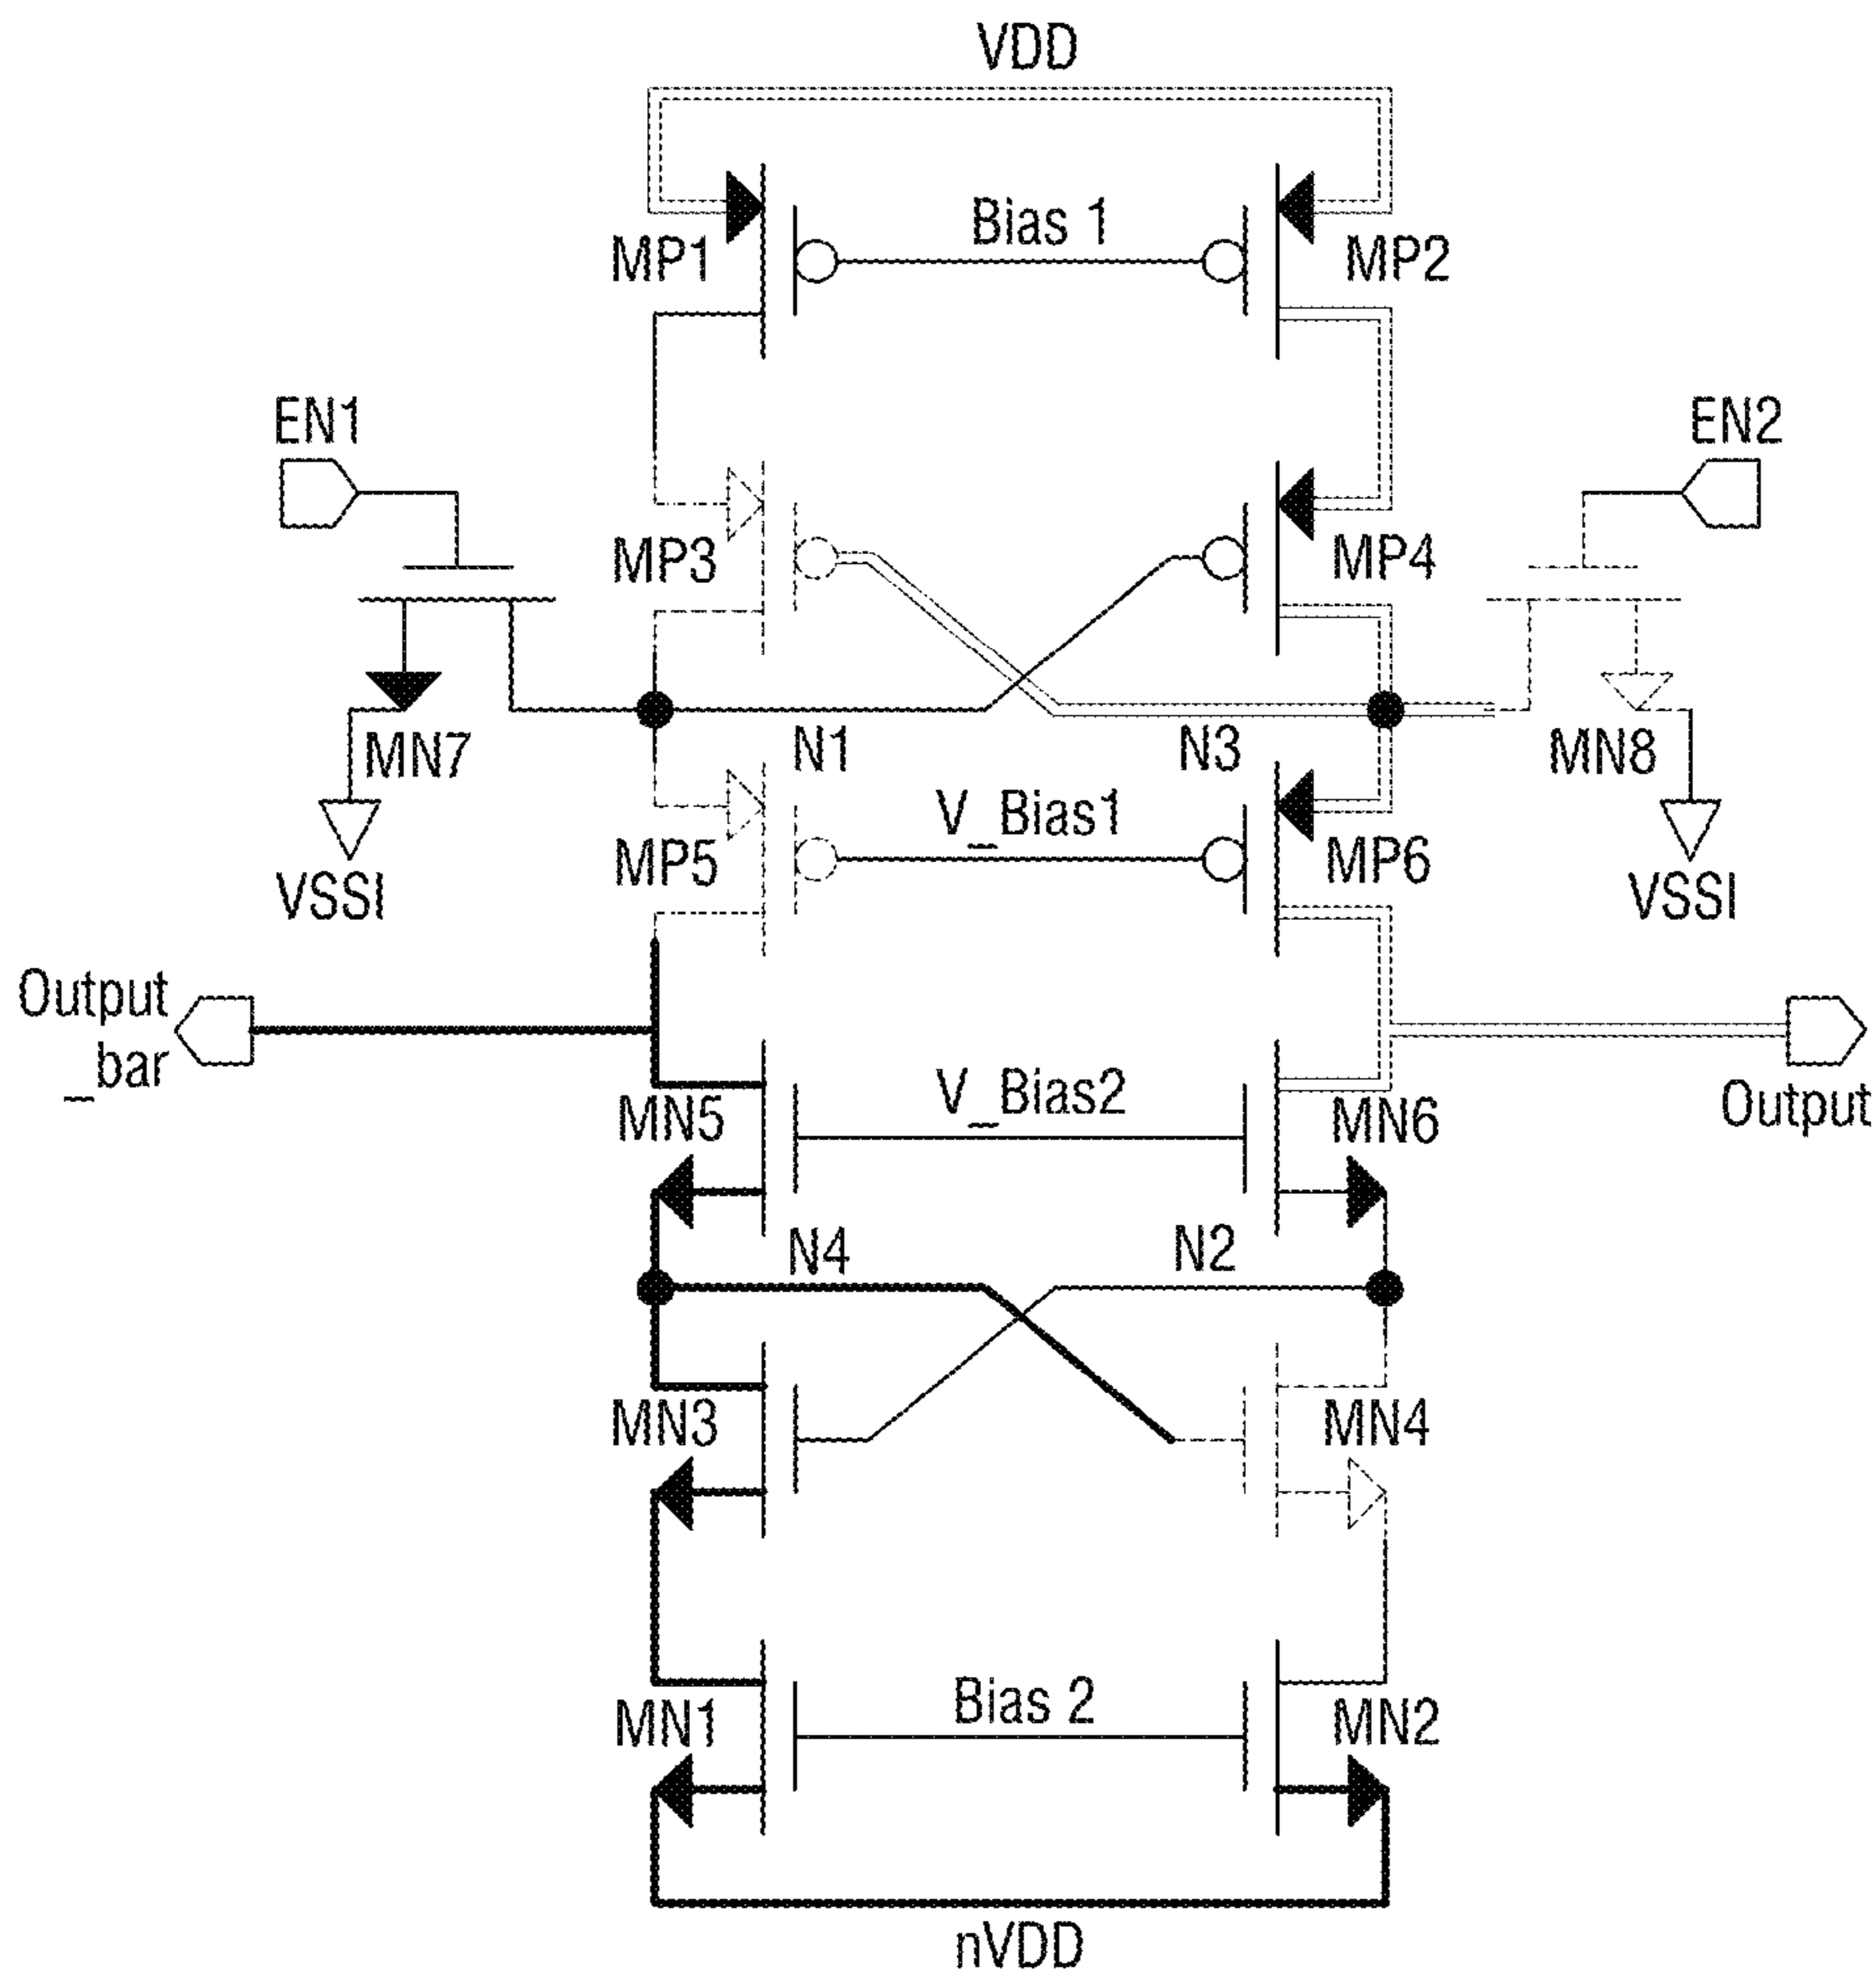 VDD
Bias 1
MP1
MP2
EN1
EN2
MP3
MP4
MN7
N1
N3
MN8
V_Bias1
MP5
MP6
VSSI
VSSI
Output
_bar
V_Bias2
MN5
MN6
Output
N4
N2
MN3
MN4
Bias 2
MN1
MN2
nVDD